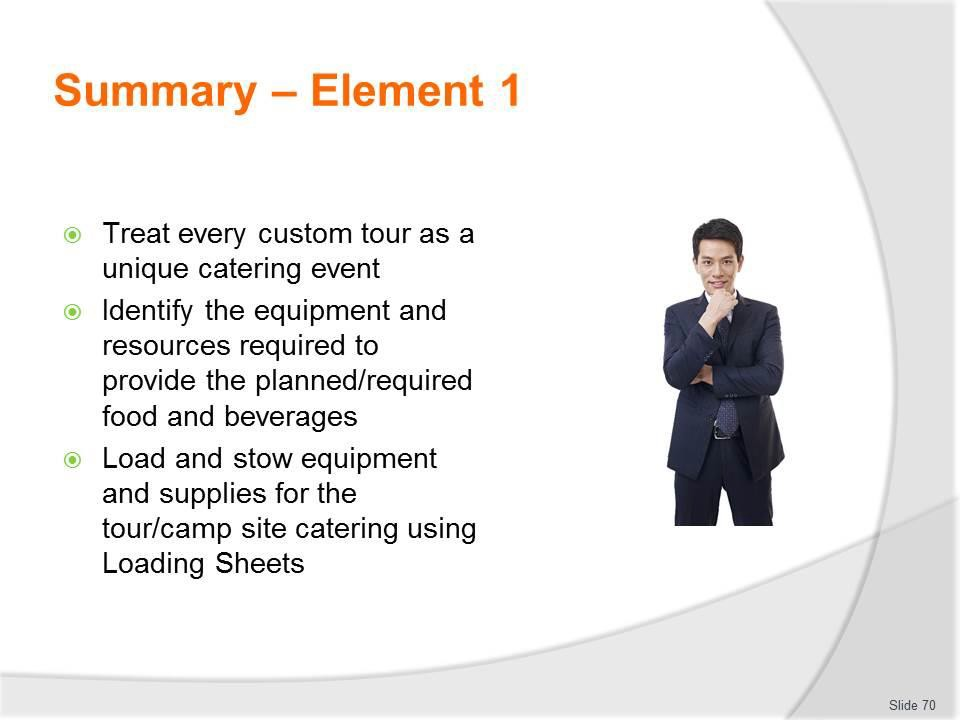 Summary – Element 1
Treat every custom tour as a
unique catering event
Identify the equipment and
resources required to
provide the planned/required
food and beverages
Load and stow equipment
and supplies for the
tour/camp site catering using
Loading Sheets
Slide 70